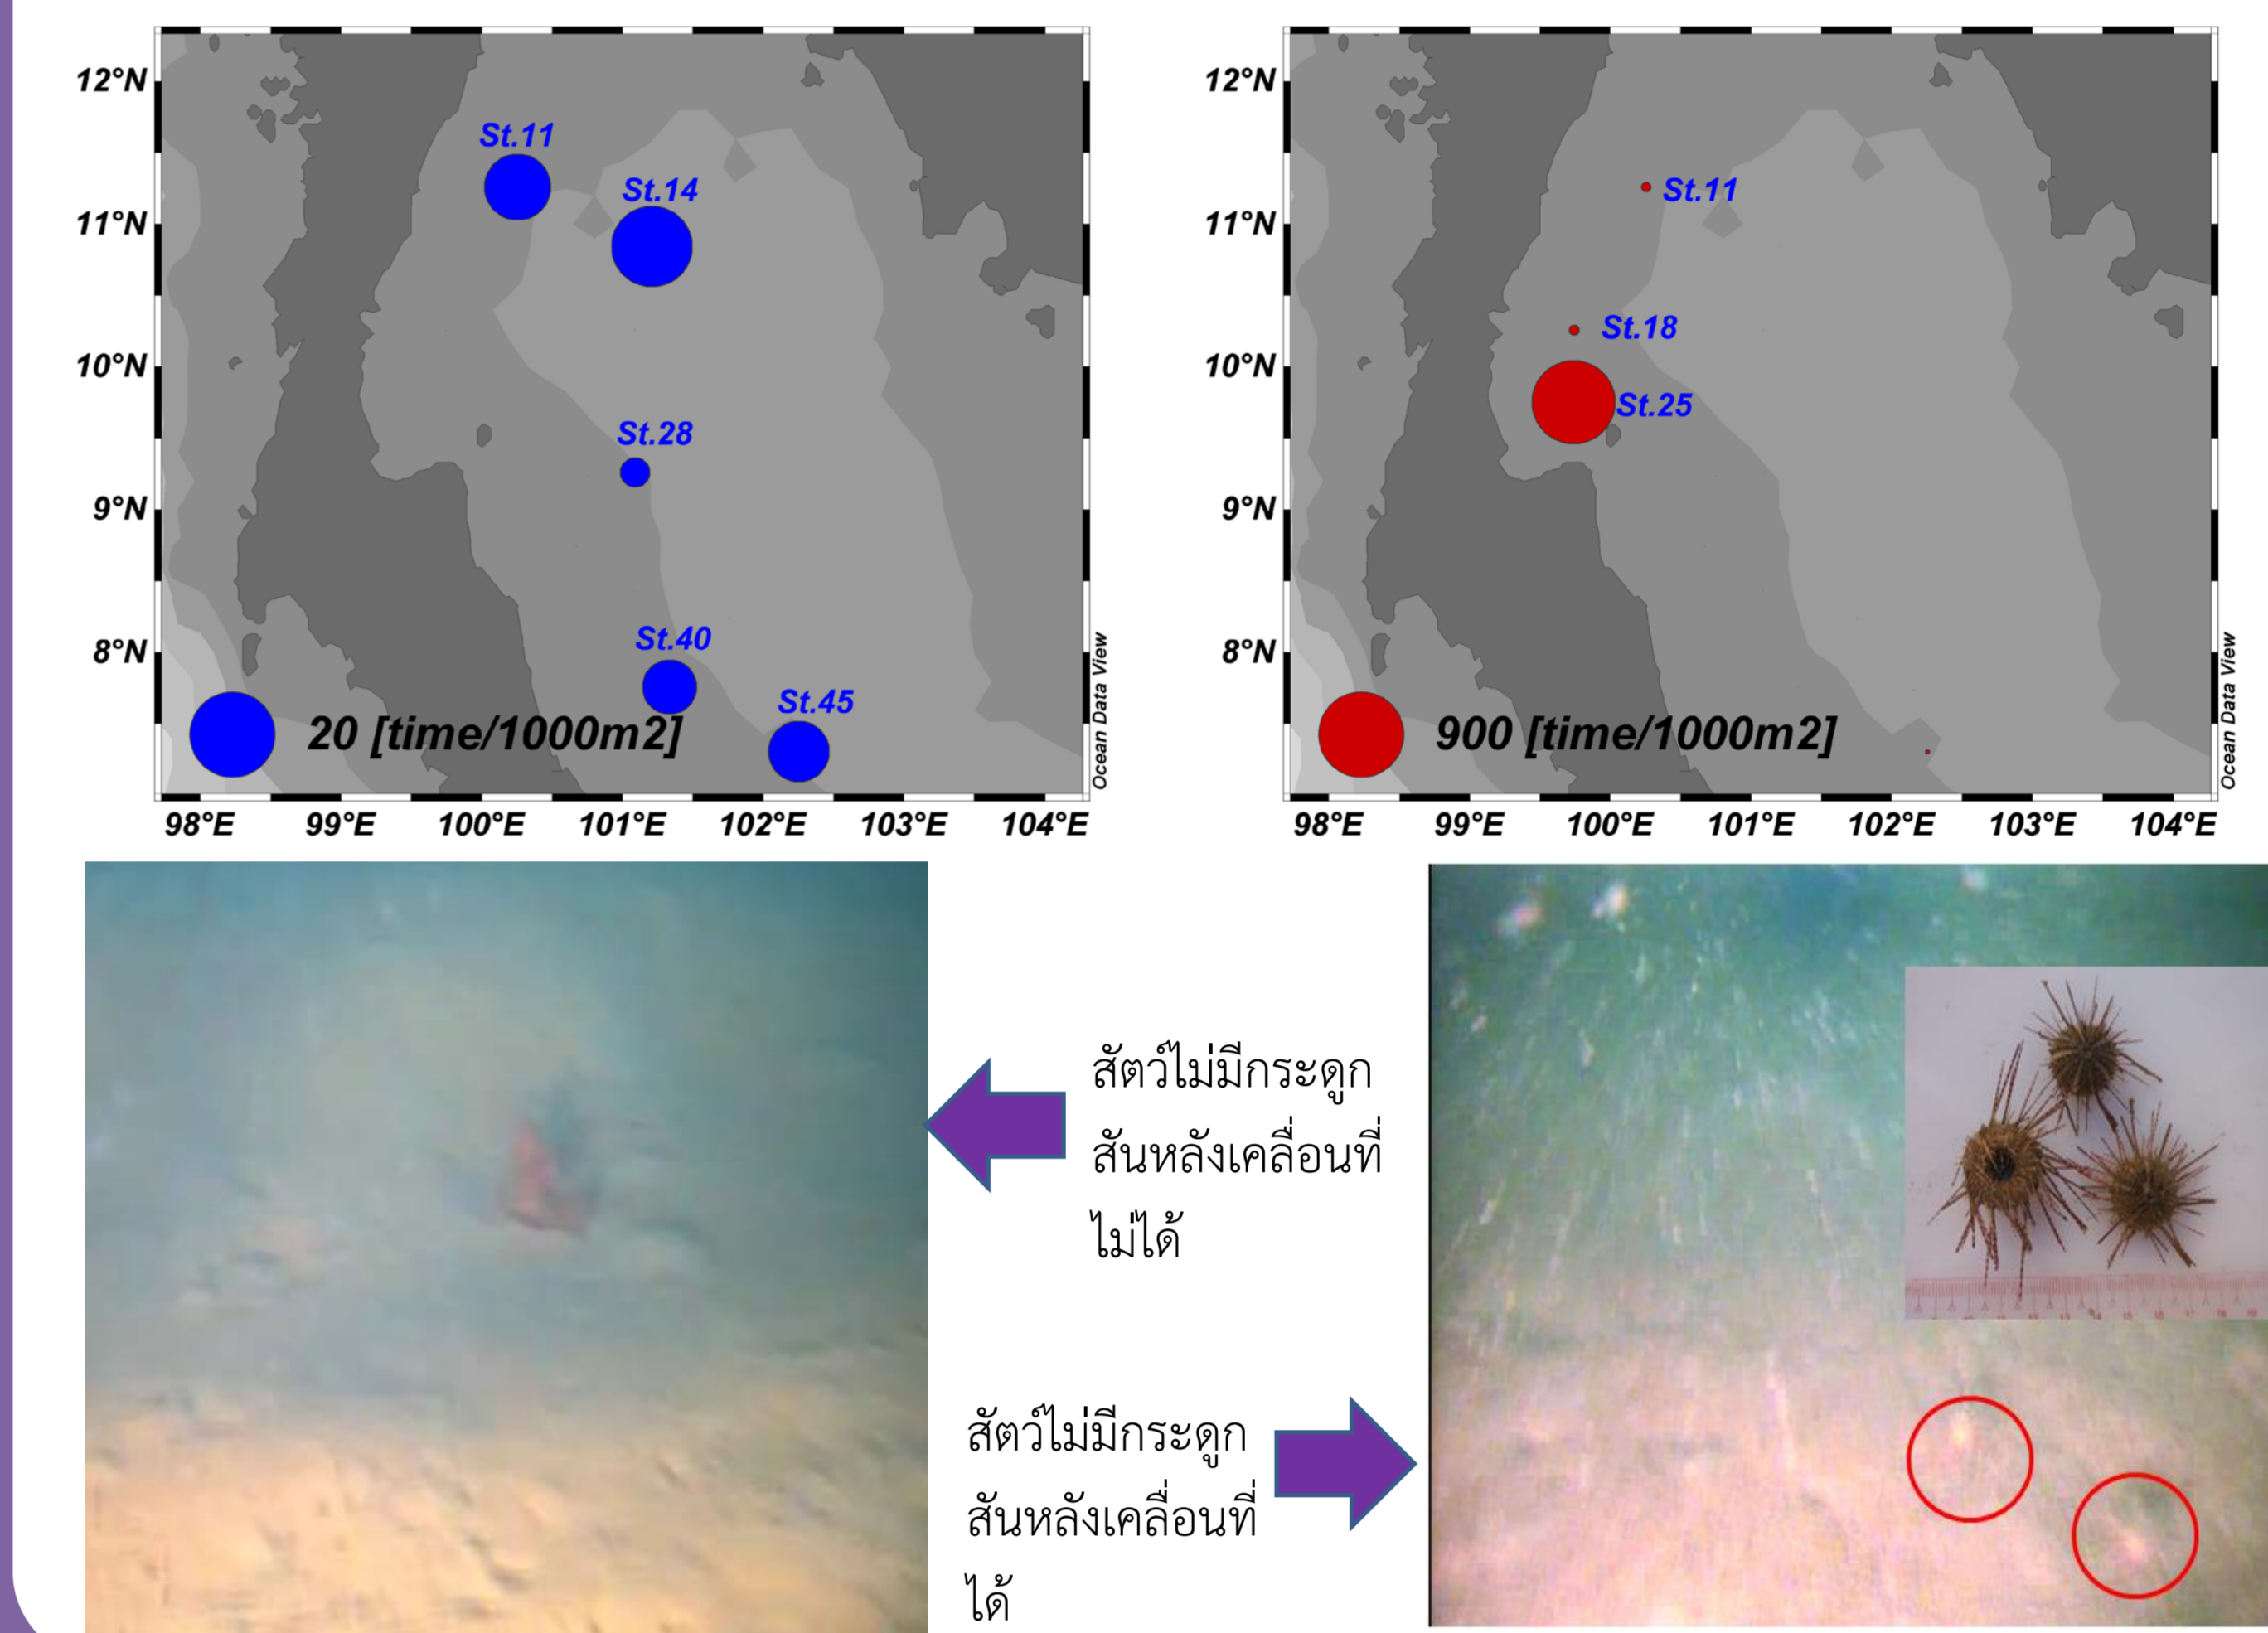 12°N
11°N
10°N
9°N
8°N
98°E 99°E 100°E 101°E 102°E 103°E 104°E
St.11
St.14
St.28
St.40
St.45
20 [time/1000m2]
Ocean Data View
12°N
11°N
10°N
9°N
8°N
98°E 99°E 100°E 101°E 102°E 103°E 104°E
St.11
St.18
St.25
900 [time/1000m2]
Ocean Data View
สัตว์ไม่มีกระดูก
สันหลังเคลื่อนที่
ไม่ได้
สัตว์ไม่มีกระดูก
สันหลังเคลื่อนที่
ได้